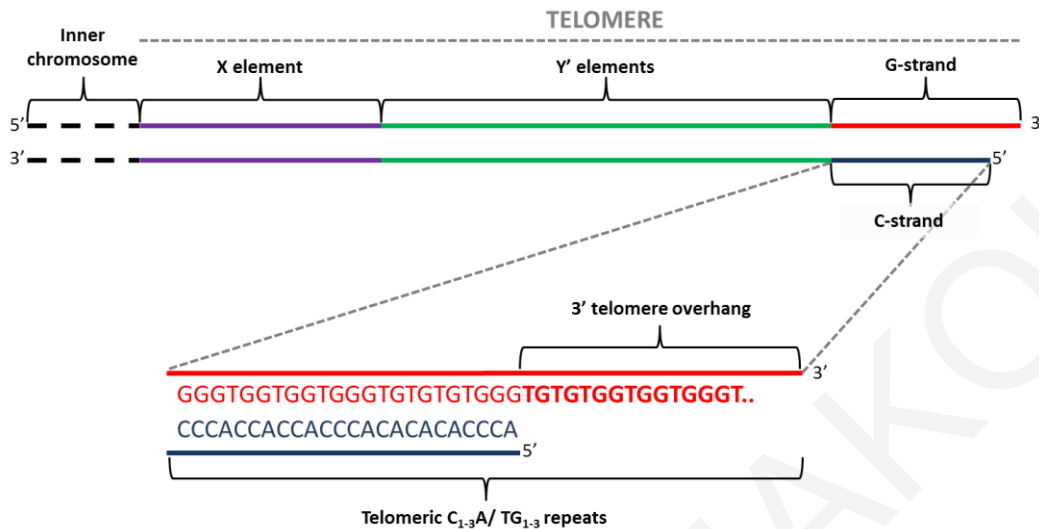 TELOMERE
Inner
chromosome
X element
Y’ elements
G-strand
5’
3
3’
5’
C-strand
3’ telomere overhang
3’
GGGTGGTGGTGGGTGTGTGTGGGTGTGTGGTGGTGGGT..
CCCACCACCACCCACACACACCCA
5’
Telomeric C1-3A/ TG1-3 repeats